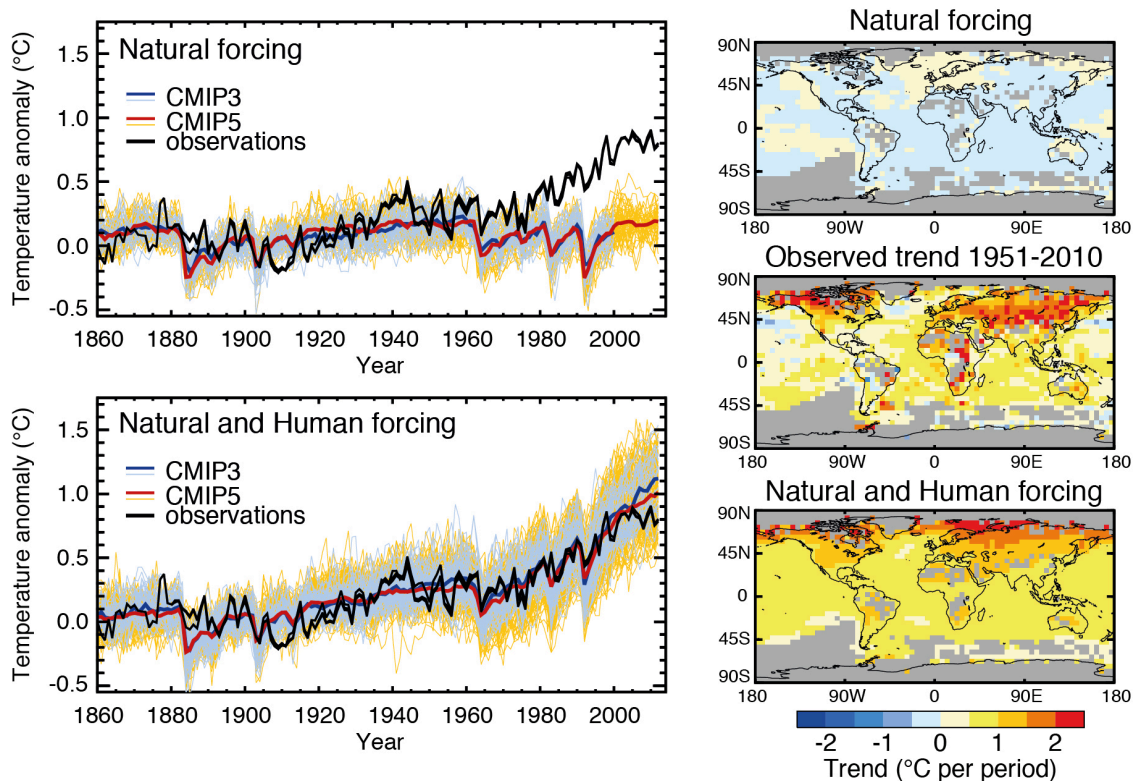 Natural forcing
CMIP3
CMIP5
observations
Temperature anomaly (°C)
1.5
1.0
0.5
0.0
-0.5
1860 1880 1900 1920 1940 1960 1980 2000
Year
Natural and Human forcing
CMIP3
CMIP5
observations
Temperature anomaly (°C)
1.5
1.0
0.5
0.0
-0.5
1860 1880 1900 1920 1940 1960 1980 2000
Year
Natural forcing
90N
45N
0
45S
90S
180 90W 0 90E 180
Observed trend 1951-2010
90N
45N
0
45S
90S
180 90W 0 90E 180
Natural and Human forcing
90N
45N
0
45S
90S
180 90W 0 90E 180
-2 -1 0 1 2
Trend (°C per period)